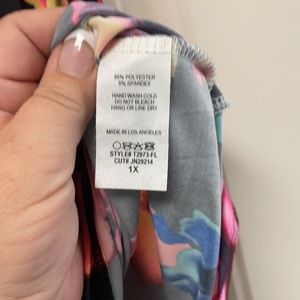 95% POLYESTER
5% SPANDEX
HAND WASH COLD
DO NOT BLEACH
HANG OR LINE DRY
MADE IN LOS ANGELES
STYLE# T2973-FL
CUT# JN29214
1X